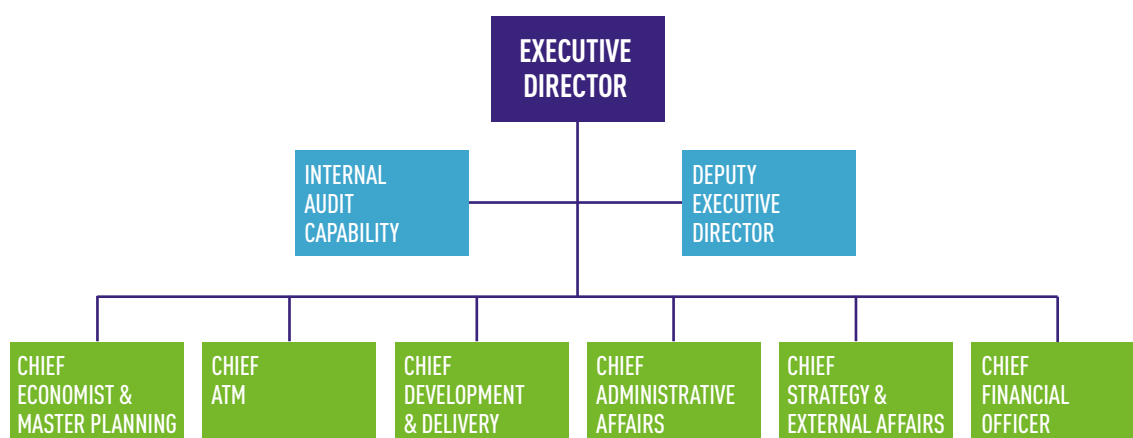 EXECUTIVE
DIRECTOR
INTERNAL
AUDIT
CAPABILITY
DEPUTY
EXECUTIVE
DIRECTOR
CHIEF
ECONOMIST &
MASTER PLANNING
CHIEF
ATM
CHIEF
DEVELOPMENT
& DELIVERY
CHIEF
ADMINISTRATIVE
AFFAIRS
CHIEF
STRATEGY &
EXTERNAL AFFAIRS
CHIEF
FINANCIAL
OFFICER